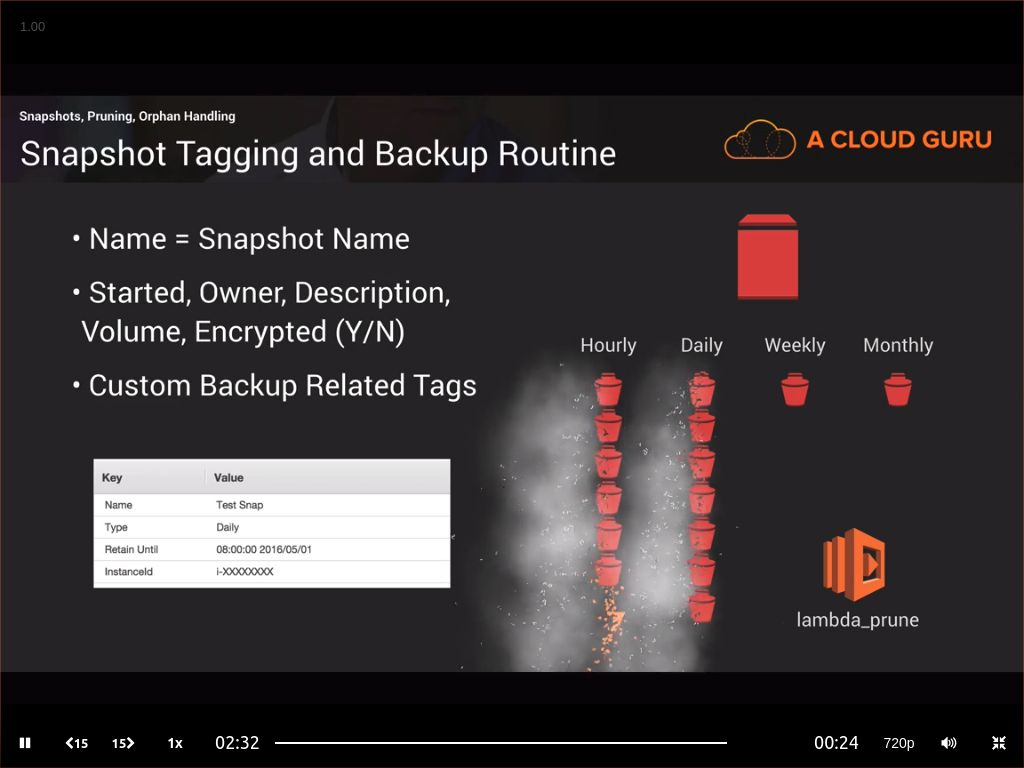 1.00
Snapshots, Pruning, Orphan Handling
Snapshot Tagging and Backup Routine
A CLOUD GURU
• Name = Snapshot Name
• Started, Owner, Description,
Volume, Encrypted (Y/N)
• Custom Backup Related Tags
Hourly Daily Weekly Monthly
Key Value
Name Test Snap
Type Daily
Retain Until 08:00:00 2016/05/01
InstanceId i-XXXXXXXX
lambda_prune
15 15 1x 02:32 00:24 720p